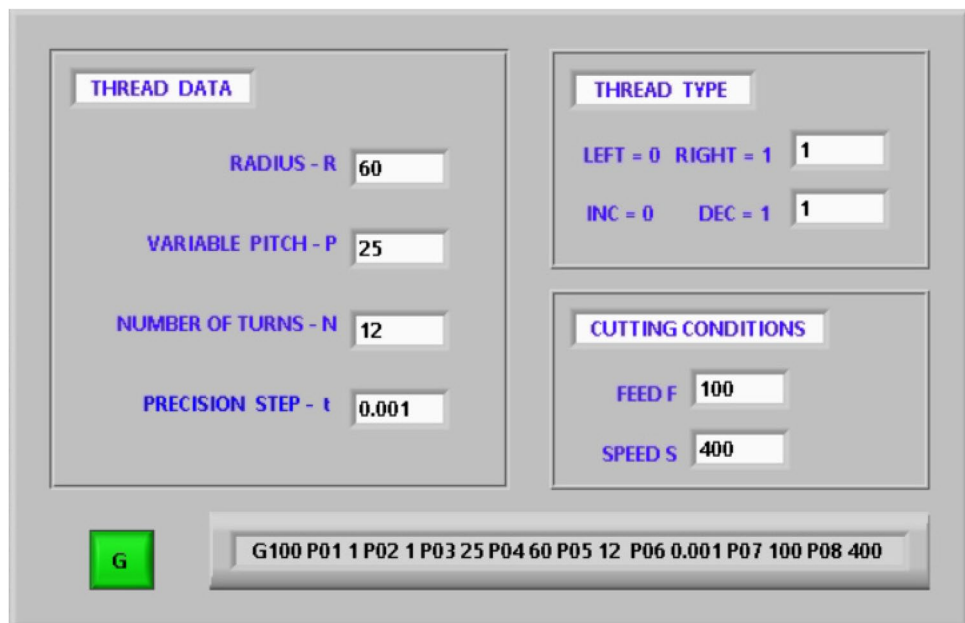 THREAD DATA
RADIUS - R 60
VARIABLE PITCH - P 25
NUMBER OF TURNS - N 12
PRECISION STEP - t 0.001
THREAD TYPE
LEFT = 0 RIGHT = 1 1
INC = 0 DEC = 1 1
CUTTING CONDITIONS
FEED F 100
SPEED S 400
G
G100 P01 1 P02 1 P03 25 P04 60 P05 12 P06 0.001 P07 100 P08 400